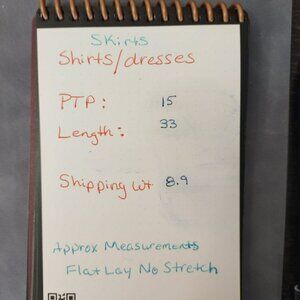 Skirts
Shirts/dresses
PTP: 15
Length: 33
Shipping Wt 8.9
Approx Measurements
Flat Lay No Stretch